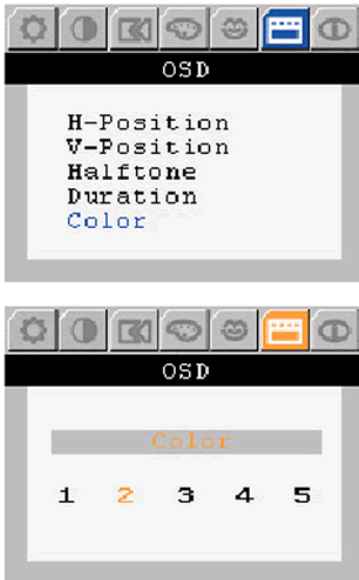 OSD
H-Position
V-Position
Halftone
Duration
Color
OSD
Color
1 2 3 4 5